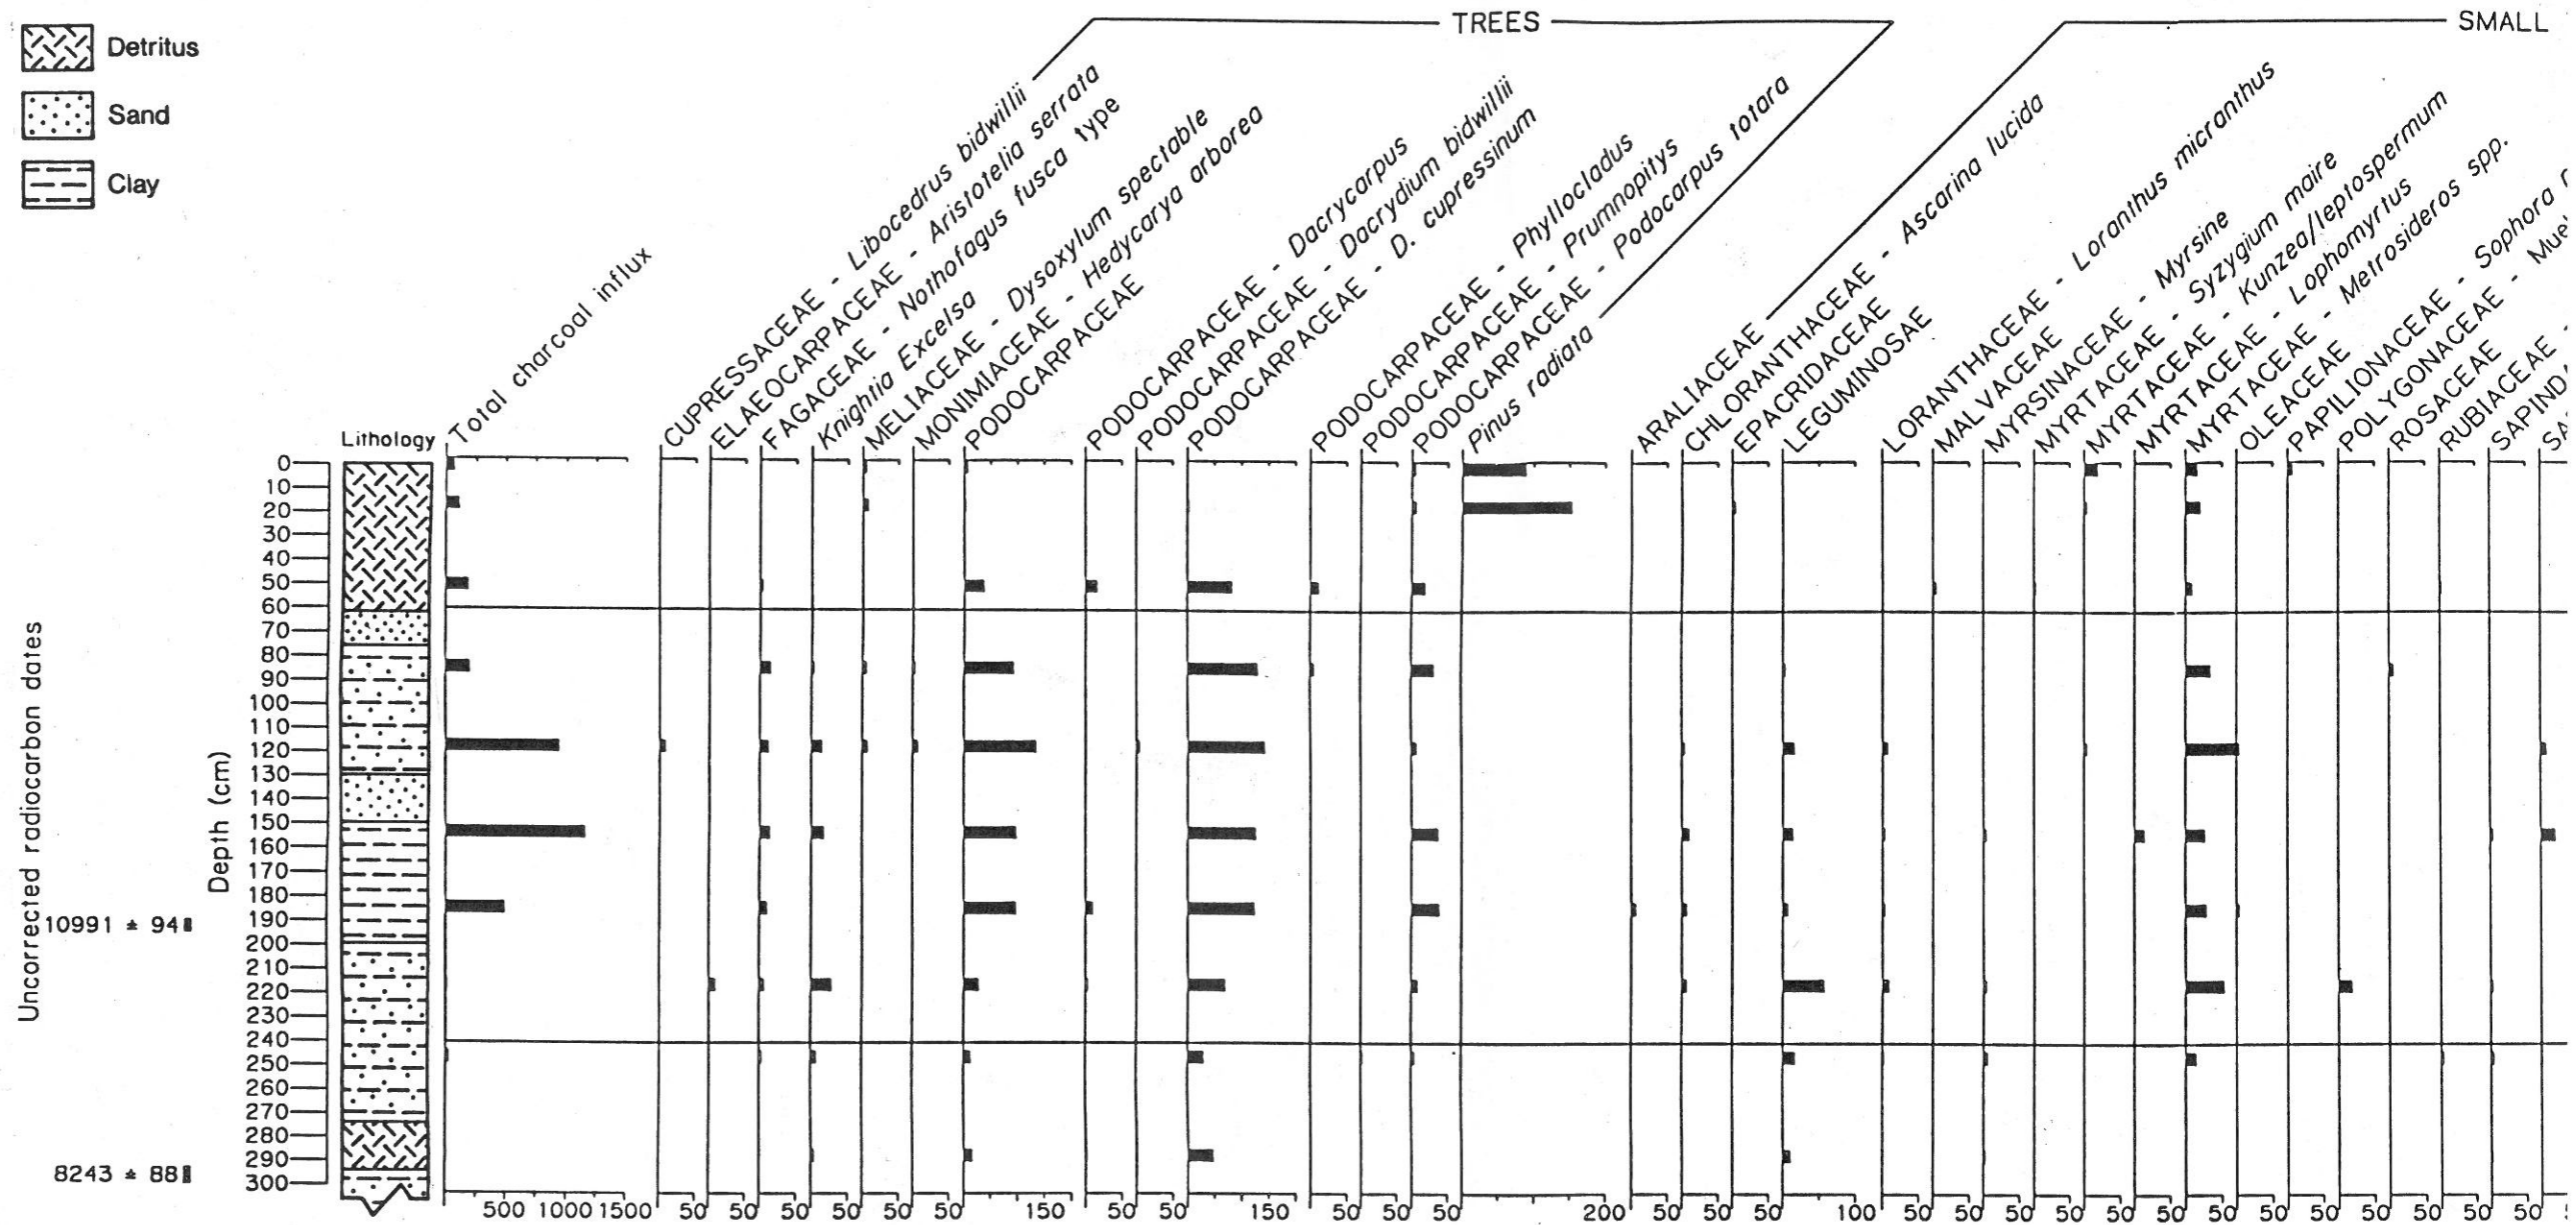 Detritus
Sand
Clay
TREES
SMALL
Uncorrected radiocarbon dates
10991 ± 94
8243 ± 88
Depth (cm)
0
10
20
30
40
50
60
70
80
90
100
110
120
130
140
150
160
170
180
190
200
210
220
230
240
250
260
270
280
290
300
Lithology
Total charcoal influx
CUPRESSACEAE - Libocedrus bidwillii
ELAEOCARPACEAE - Aristotelia serrata
FAGACEAE - Nothofagus fusca type
Knightia Excelsa
MELIACEAE - Dysoxylum spectable
MONIMIACEAE - Hedycarya arborea
PODOCARPACEAE
PODOCARPACEAE - Dacrycarpus
PODOCARPACEAE - Dacrydium bidwillii
PODOCARPACEAE - D. cupressinum
PODOCARPACEAE - Phyllocladus
PODOCARPACEAE - Prumnopitys
PODOCARPACEAE - Podocarpus totara
Pinus radiata
ARALIACEAE
CHLORANTHACEAE - Ascarina lucida
EPACRIDACEAE
LEGUMINOSAE
LORANTHACEAE - Loranthus micranthus
MALVACEAE
MYRSINACEAE - Myrsine
MYRTACEAE - Syzygium maire
MYRTACEAE - Kunzea/leptospermum
MYRTACEAE - Lophomyrtus
MYRTACEAE - Metrosideros spp.
OLEACEAE
PAPILIONACEAE - Sophora
POLYGONACEAE - Mue
ROSACEAE
RUBIACEAE -
SAPIND
SA
500 1000 1500 50 50 50 50 50 50 150 50 50 150 50 50 50 200 50 50 50 100 50 50 50 50 50 50 50 50 50 50 50 50 50 50